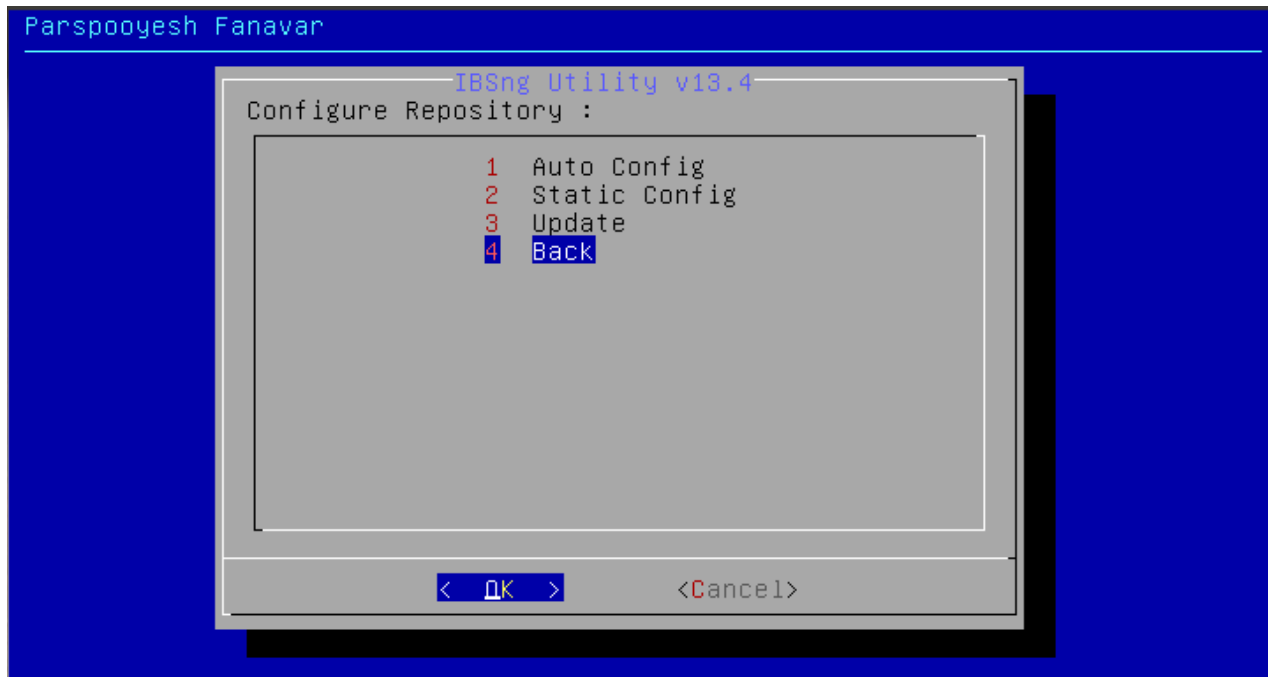 Parspooyesh Fanavar
IBSng Utility v13.4
Configure Repository :
1 Auto Config
2 Static Config
3 Update
4 Back
< OK > <Cancel>